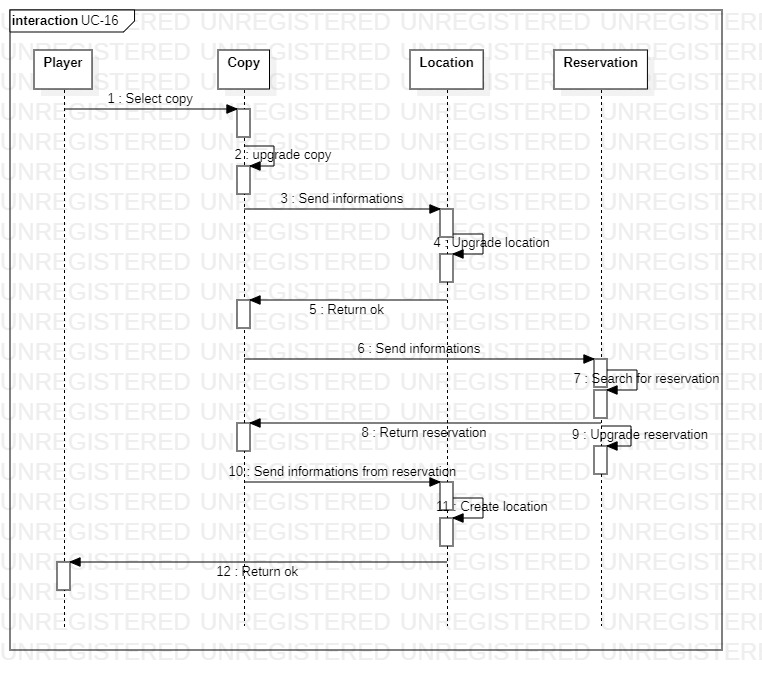 interaction UC-16
Player
Copy
Location
Reservation
1 : Select copy
2 : upgrade copy
3 : Send informations
4 : Upgrade location
5 : Return ok
6 : Send informations
7 : Search for reservation
8 : Return reservation
9 : Upgrade reservation
10 : Send informations from reservation
11 : Create location
12 : Return ok
UNREGISTERED